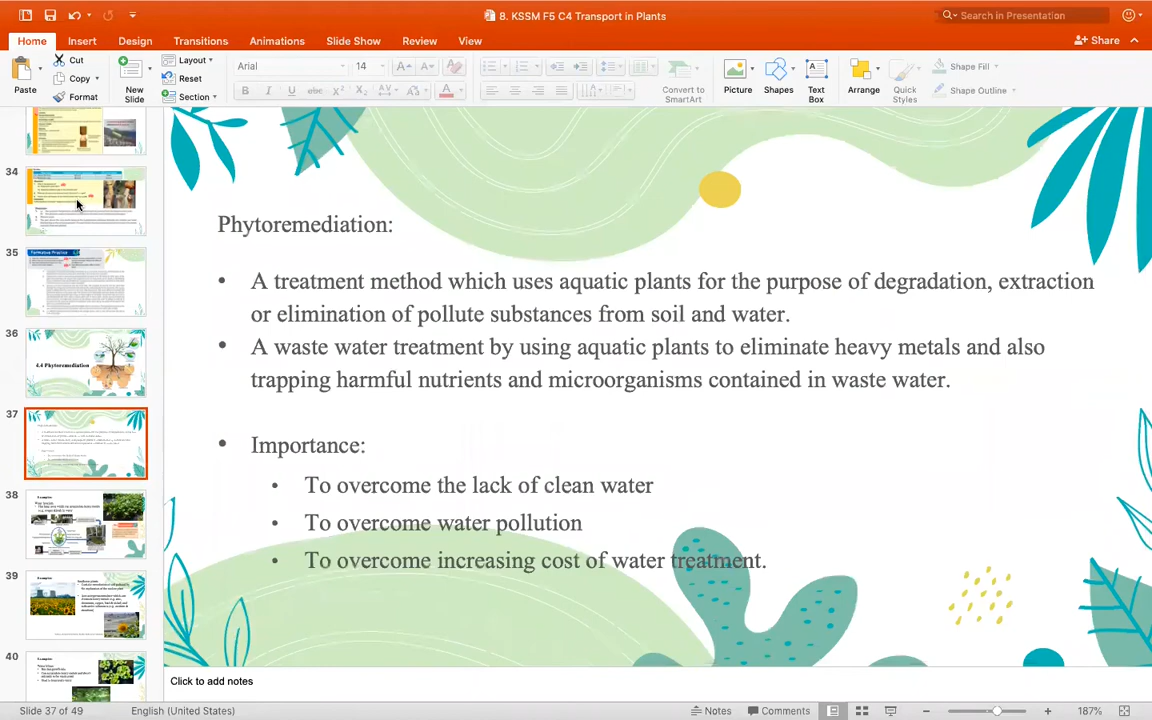 8. KSSM F5 C4 Transport in Plants
Search in Presentation
Home Insert Design Transitions Animations Slide Show Review View
Share
Paste
Cut
Copy
Format
New Slide
Layout
Reset
Section
Arial
14
Convert to SmartArt
Picture
Shapes
Text Box
Arrange
Quick Styles
Shape Fill
Shape Outline
34
35
Formative Practice
36
4.4 Phytoremediation
37
38
39
40
Phytoremediation:
• A treatment method which uses aquatic plants for the purpose of degradation, extraction
or elimination of pollute substances from soil and water.
• A waste water treatment by using aquatic plants to eliminate heavy metals and also
trapping harmful nutrients and microorganisms contained in waste water.
• Importance:
• To overcome the lack of clean water
• To overcome water pollution
• To overcome increasing cost of water treatment.
Click to add notes
Slide 37 of 49
English (United States)
Notes
Comments
187%